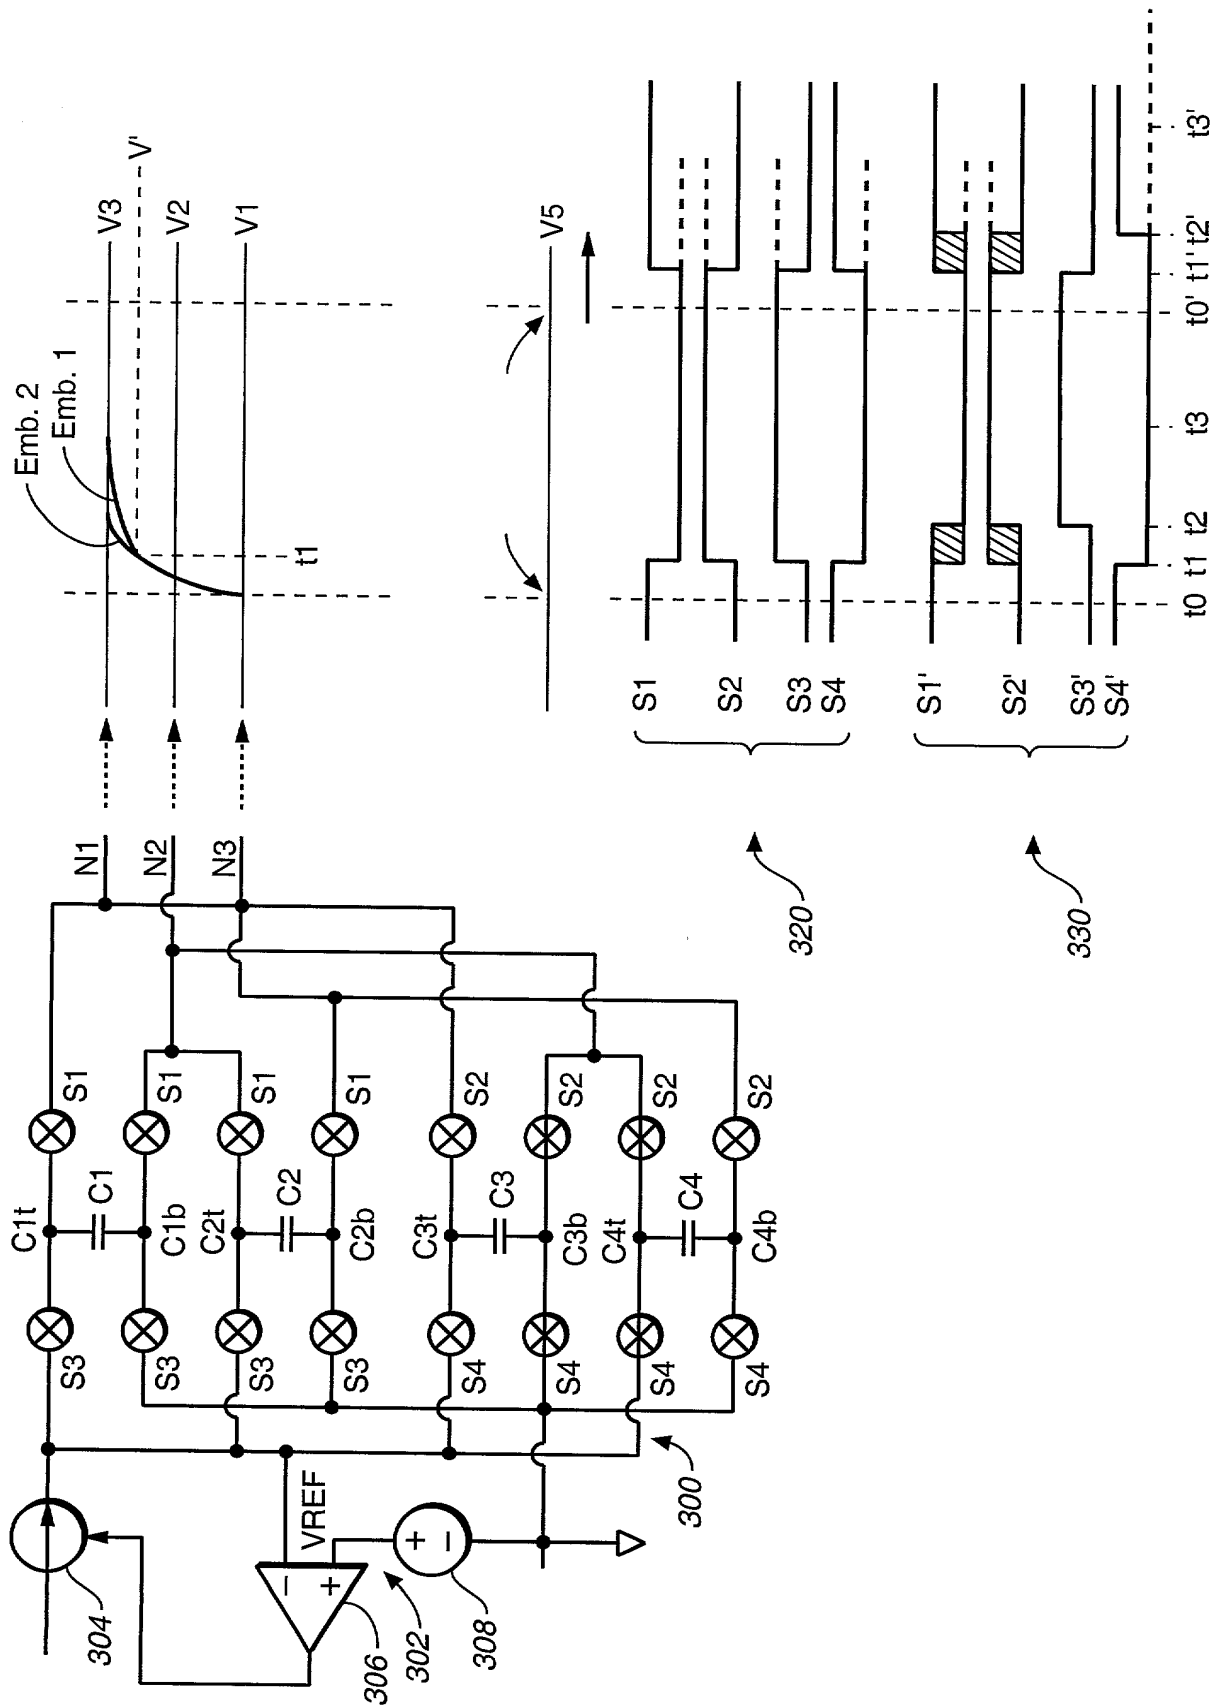 304
306
302
308
VREF
−
+
+
−
300
S3
S3
S3
S3
S4
S4
S4
S4
C1t
C1
C1b
C2t
C2
C2b
C3t
C3
C3b
C4t
C4
C4b
S1
S1
S1
S1
S2
S2
S2
S2
N1
N2
N3
Emb. 2
Emb. 1
V3
V'
V2
V1
t1
V5
320
S1
S2
S3
S4
330
S1'
S2'
S3'
S4'
t0 t1 t2 t3 t0' t1' t2' t3'